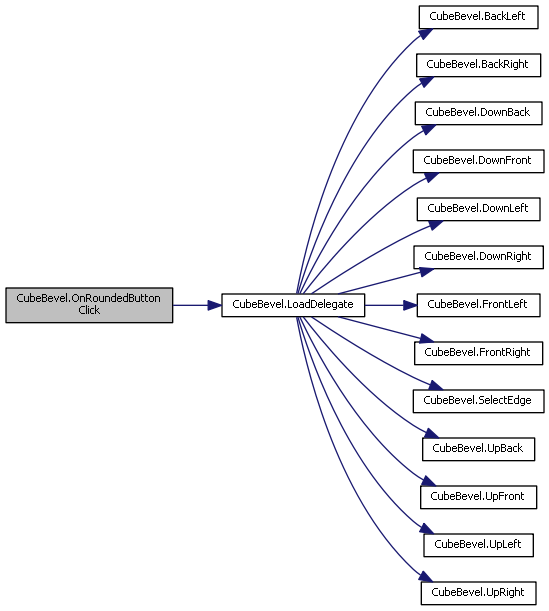 CubeBevel.OnRoundedButton
Click
CubeBevel.LoadDelegate
CubeBevel.BackLeft
CubeBevel.BackRight
CubeBevel.DownBack
CubeBevel.DownFront
CubeBevel.DownLeft
CubeBevel.DownRight
CubeBevel.FrontLeft
CubeBevel.FrontRight
CubeBevel.SelectEdge
CubeBevel.UpBack
CubeBevel.UpFront
CubeBevel.UpLeft
CubeBevel.UpRight